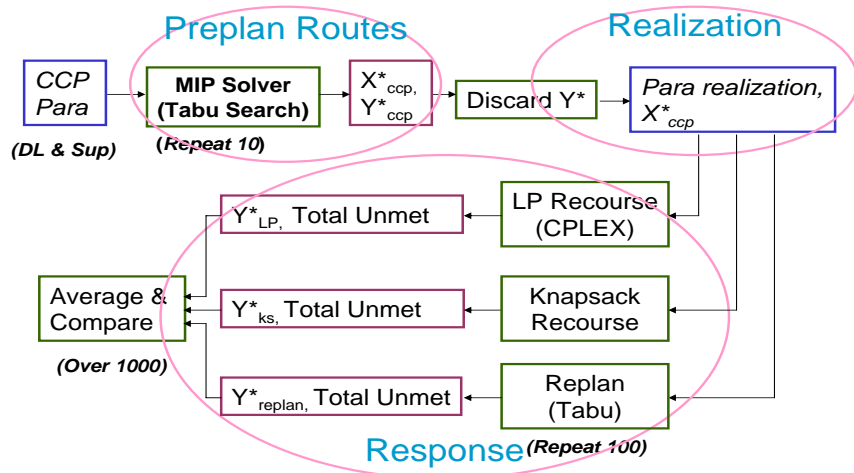 Preplan Routes
Realization
CCP
Para
(DL & Sup)
MIP Solver
(Tabu Search)
(Repeat 10)
X*ccp,
Y*ccp
Discard Y*
Para realization,
X*ccp
Y*LP, Total Unmet
LP Recourse
(CPLEX)
Average &
Compare
(Over 1000)
Y*ks, Total Unmet
Knapsack
Recourse
Y*replan, Total Unmet
Replan
(Tabu)
Response
(Repeat 100)